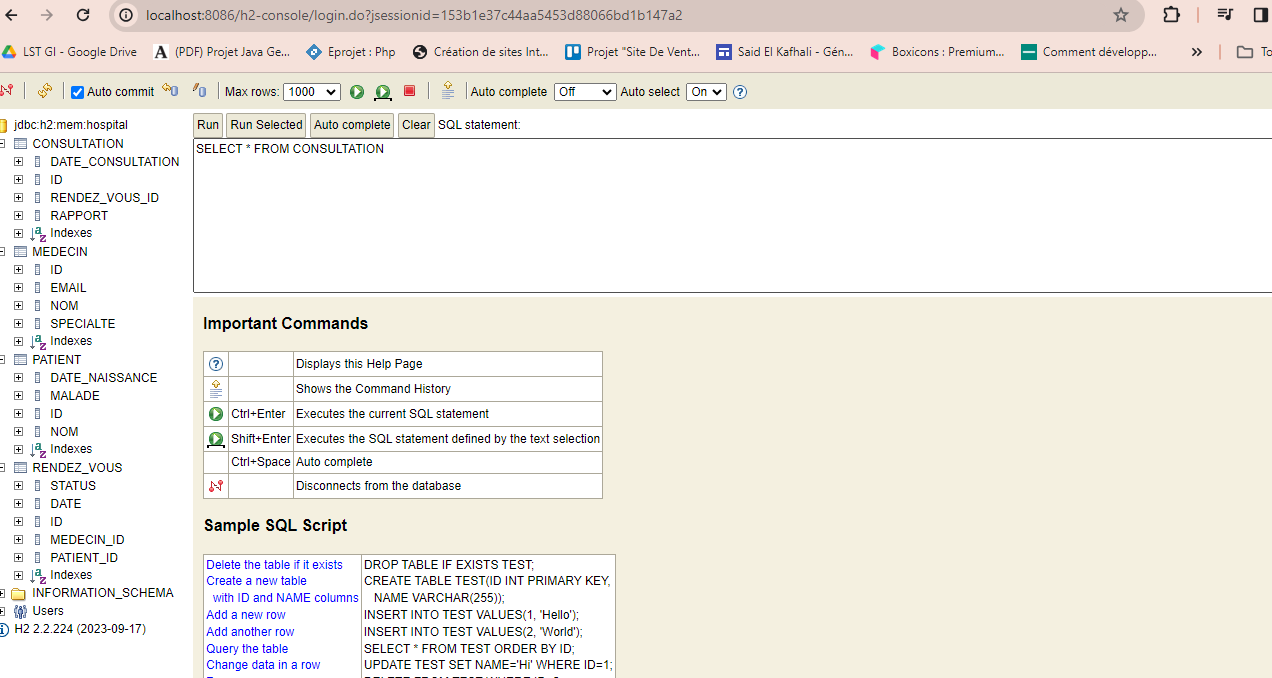 localhost:8086/h2-console/login.do?jsessionid=153b1e37c44aa5453d88066bd1b147a2
LST GI - Google Drive
(PDF) Projet Java Ge...
Eprojet : Php
Création de sites Int...
Projet "Site De Vent...
Said El Kafhali - Gén...
Boxicons : Premium...
Comment développ...
»
To
Auto commit
Max rows: 1000
Auto complete Off
Auto select On
jdbc:h2:mem:hospital
CONSULTATION
DATE_CONSULTATION
ID
RENDEZ_VOUS_ID
RAPPORT
Indexes
MEDECIN
ID
EMAIL
NOM
SPECIALTE
Indexes
PATIENT
DATE_NAISSANCE
MALADE
ID
NOM
Indexes
RENDEZ_VOUS
STATUS
DATE
ID
MEDECIN_ID
PATIENT_ID
Indexes
INFORMATION_SCHEMA
Users
H2 2.2.224 (2023-09-17)
Run Run Selected Auto complete Clear SQL statement:
SELECT * FROM CONSULTATION
Important Commands
Displays this Help Page
Shows the Command History
Ctrl+Enter Executes the current SQL statement
Shift+Enter Executes the SQL statement defined by the text selection
Ctrl+Space Auto complete
Disconnects from the database
Sample SQL Script
Delete the table if it exists DROP TABLE IF EXISTS TEST;
Create a new table CREATE TABLE TEST(ID INT PRIMARY KEY,
with ID and NAME columns NAME VARCHAR(255));
Add a new row INSERT INTO TEST VALUES(1, 'Hello');
Add another row INSERT INTO TEST VALUES(2, 'World');
Query the table SELECT * FROM TEST ORDER BY ID;
Change data in a row UPDATE TEST SET NAME='Hi' WHERE ID=1;